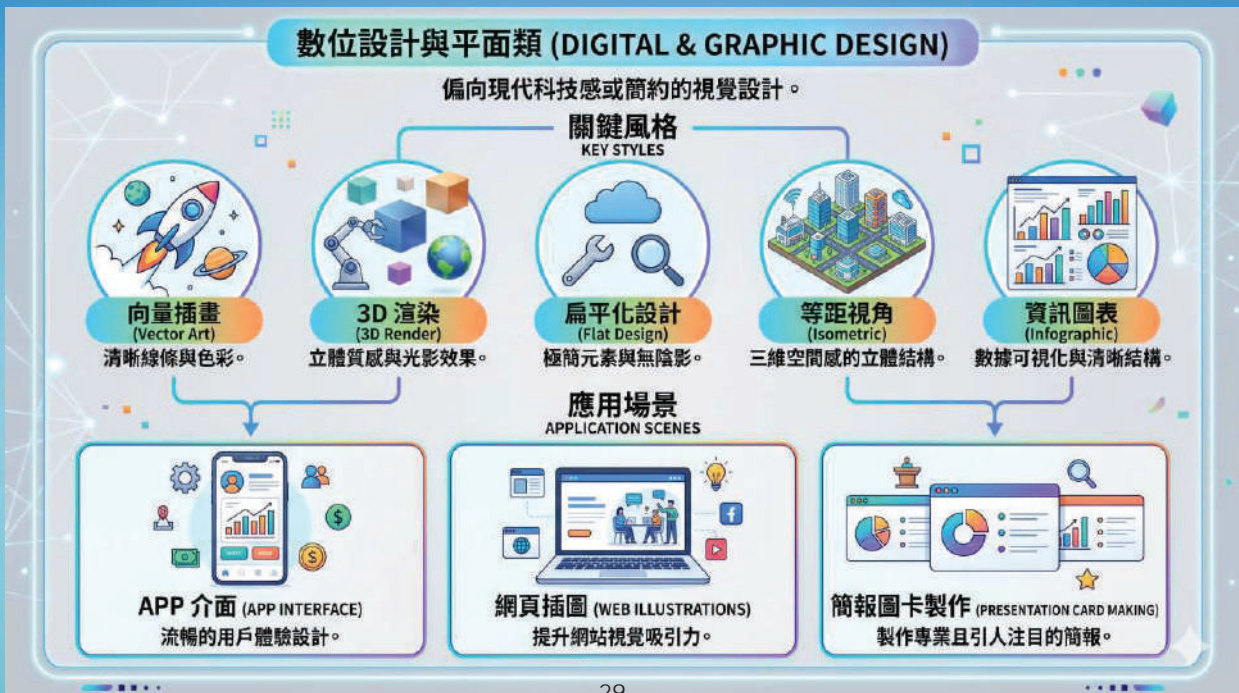 數位設計與平面類 (DIGITAL & GRAPHIC DESIGN)
偏向現代科技感或簡約的視覺設計。
關鍵風格
KEY STYLES
向量插畫
(Vector Art)
清晰線條與色彩。
3D 渲染
(3D Render)
立體質感與光影效果。
扁平化設計
(Flat Design)
極簡元素與無陰影。
等距視角
(Isometric)
三維空間感的立體結構。
資訊圖表
(Infographic)
數據可視化與清晰結構。
應用場景
APPLICATION SCENES
APP 介面 (APP INTERFACE)
流暢的用戶體驗設計。
網頁插圖 (WEB ILLUSTRATIONS)
提升網站視覺吸引力。
簡報圖卡製作 (PRESENTATION CARD MAKING)
製作專業且引人注目的簡報。
29